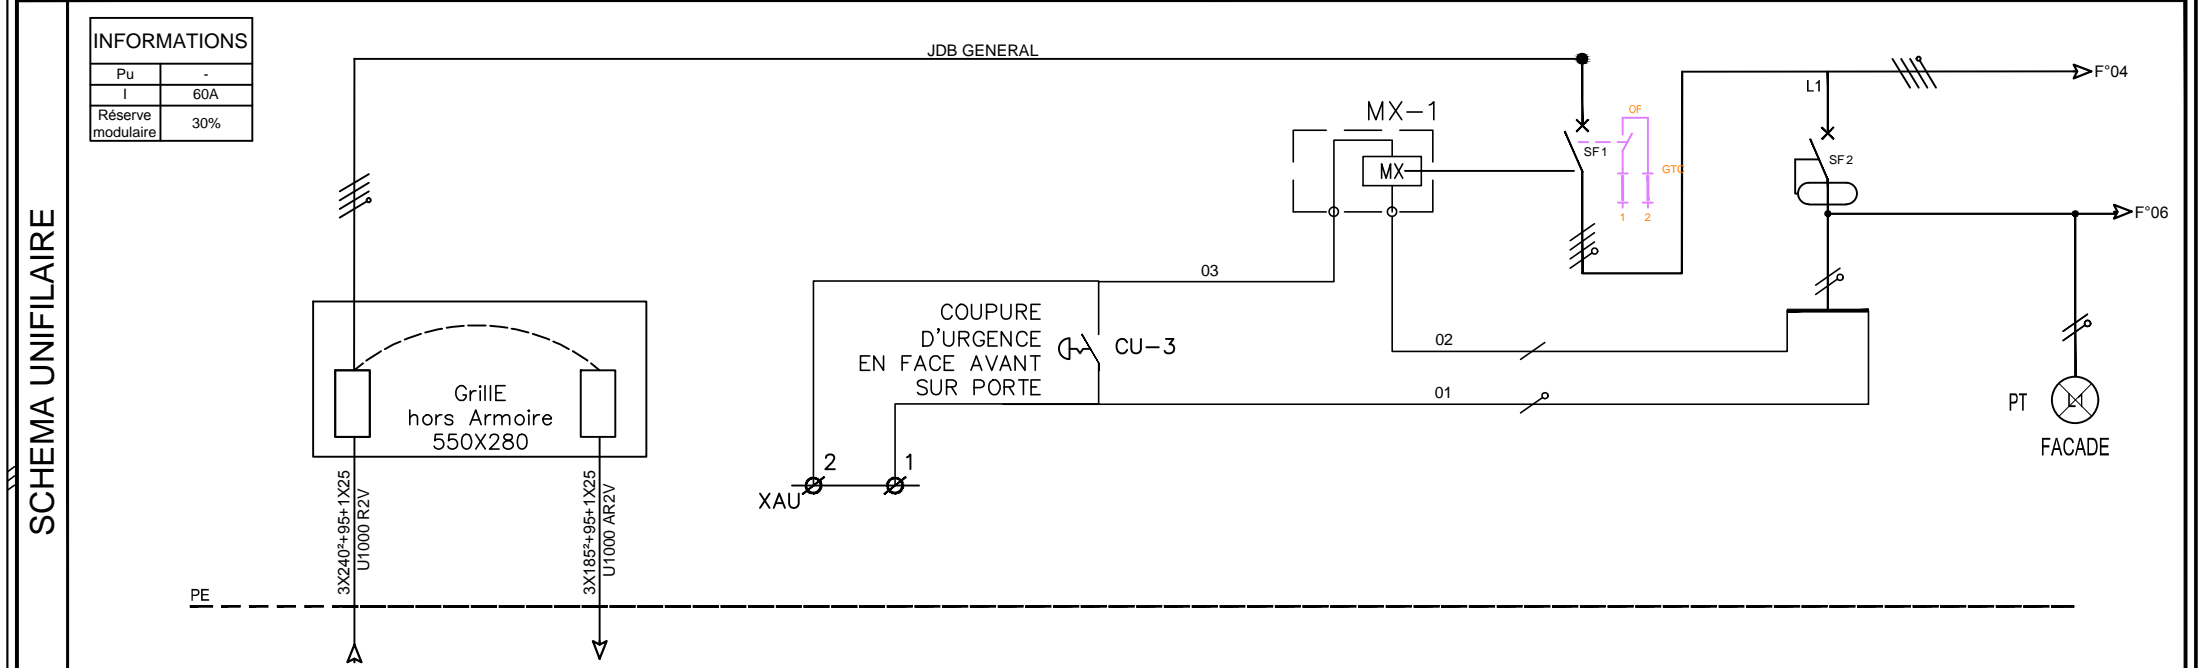 SCHEMA UNIFILAIRE
INFORMATIONS
Pu -
I 60A
Réserve
modulaire 30%
JDB GENERAL
MX-1
MX
SF1
OF
GTC
1 2
L1
SF2
F°04
F°06
03
COUPURE
D'URGENCE
EN FACE AVANT
SUR PORTE
CU-3
02
01
GrillE
hors Armoire
550X280
2 1
XAU
PT
L1
FACADE
3X240²+95+1X25
U1000 R2V
3X185²+95+1X25
U1000 AR2V
PE